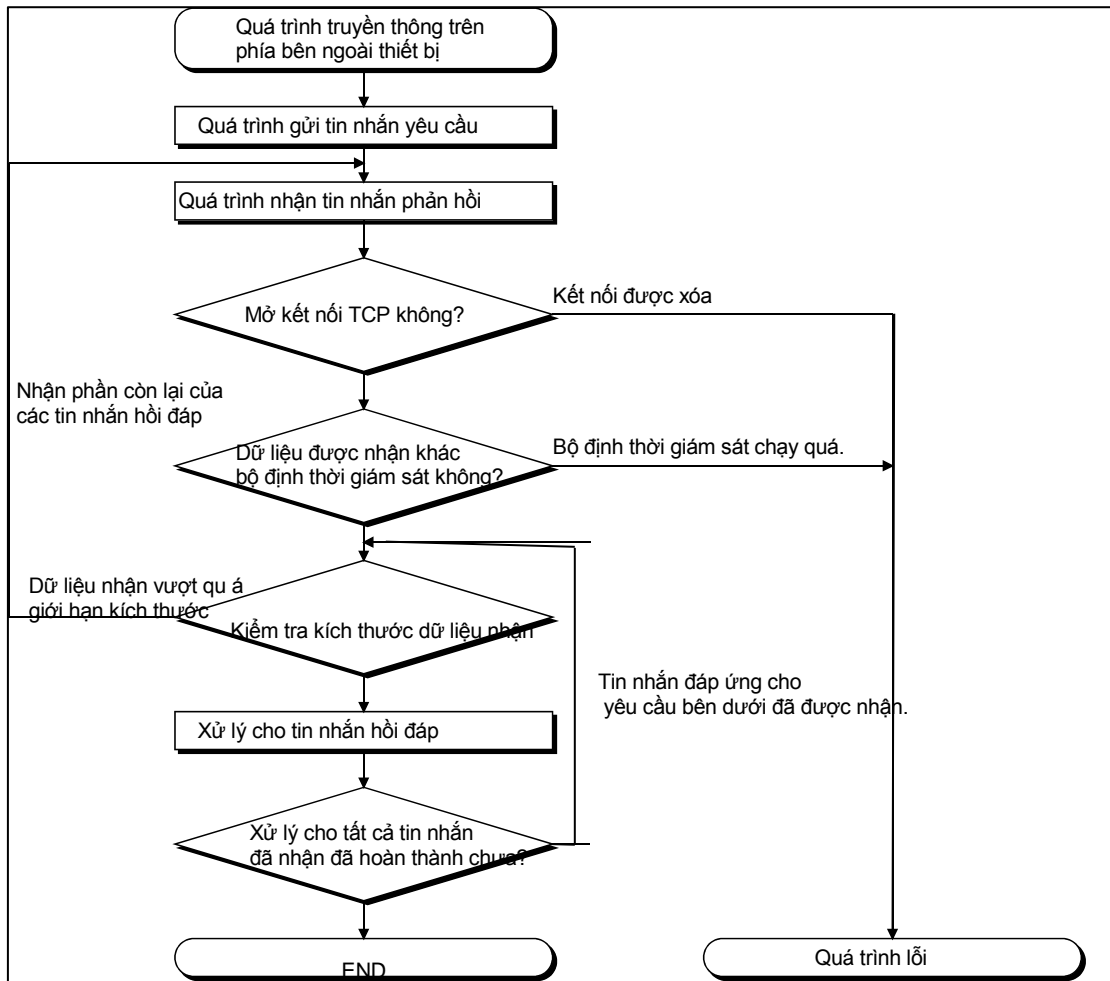 Quá trình truyền thông trên
phía bên ngoài thiết bị
Quá trình gửi tin nhắn yêu cầu
Quá trình nhận tin nhắn phản hồi
Mở kết nối TCP không?
Kết nối được xóa
Nhận phần còn lại của
các tin nhắn hồi đáp
Dữ liệu được nhận khác
bộ định thời giám sát không?
Bộ định thời giám sát chạy quá.
Dữ liệu nhận vượt qu á
giới hạn kích thước
Kiểm tra kích thước dữ liệu nhận
Tin nhắn đáp ứng cho
yêu cầu bên dưới đã được nhận.
Xử lý cho tin nhắn hồi đáp
Xử lý cho tất cả tin nhắn
đã nhận đã hoàn thành chưa?
END
Quá trình lỗi